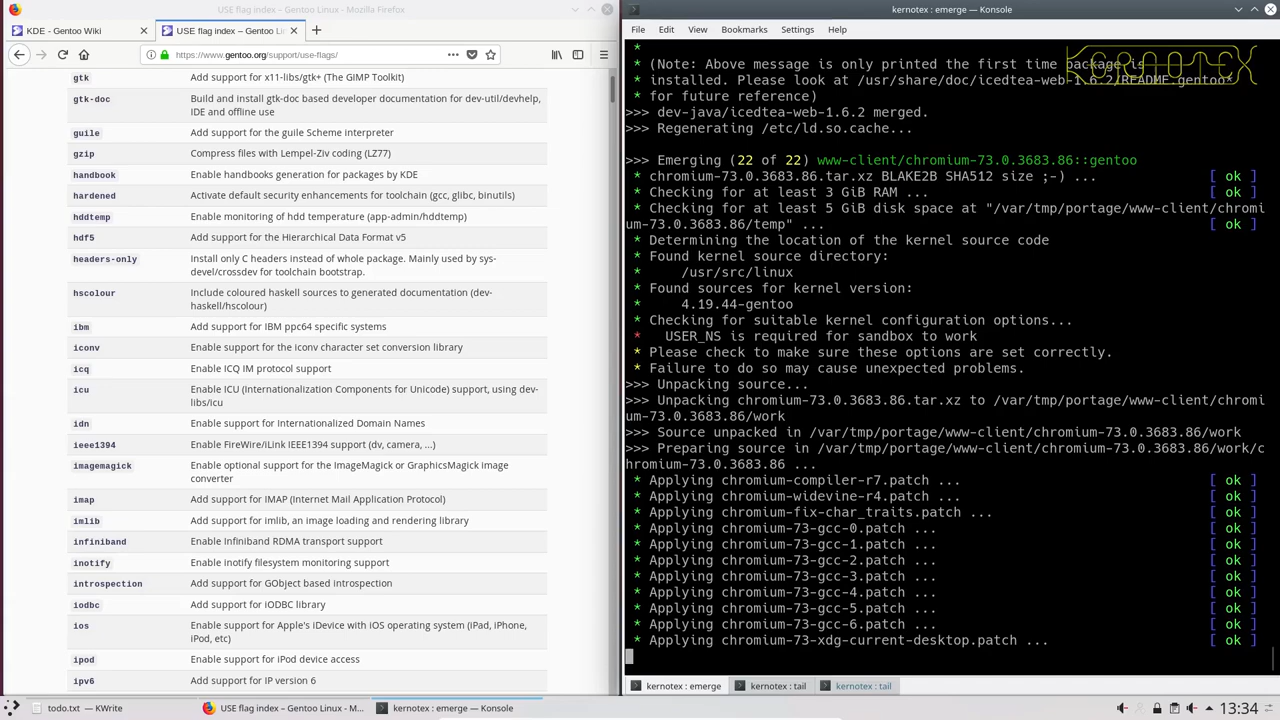 USE flag index – Gentoo Linux - Mozilla Firefox
KDE - Gentoo Wiki
USE flag index – Gentoo Li
https://www.gentoo.org/support/use-flags/
gtk Add support for x11-libs/gtk+ (The GIMP Toolkit)
gtk-doc Build and install gtk-doc based developer documentation for dev-util/devhelp,
IDE and offline use
guile Add support for the guile Scheme interpreter
gzip Compress files with Lempel-Ziv coding (LZ77)
handbook Enable handbooks generation for packages by KDE
hardened Activate default security enhancements for toolchain (gcc, glibc, binutils)
hddtemp Enable monitoring of hdd temperature (app-admin/hddtemp)
hdf5 Add support for the Hierarchical Data Format v5
headers-only Install only C headers instead of whole package. Mainly used by sys-
devel/crossdev for toolchain bootstrap.
hscolour Include coloured haskell sources to generated documentation (dev-
haskell/hscolour)
ibm Add support for IBM ppc64 specific systems
iconv Enable support for the iconv character set conversion library
icq Enable ICQ IM protocol support
icu Enable ICU (Internationalization Components for Unicode) support, using dev-
libs/icu
idn Enable support for Internationalized Domain Names
ieee1394 Enable FireWire/iLink IEEE1394 support (dv, camera, ...)
imagemagick Enable optional support for the ImageMagick or GraphicsMagick image
converter
imap Add support for IMAP (Internet Mail Application Protocol)
imlib Add support for imlib, an image loading and rendering library
infiniband Enable Infiniband RDMA transport support
inotify Enable inotify filesystem monitoring support
introspection Add support for GObject based introspection
iodbc Add support for iODBC library
ios Enable support for Apple's iDevice with iOS operating system (iPad, iPhone,
iPod, etc)
ipod Enable support for iPod device access
ipv6 Add support for IP version 6
kernotex : emerge — Konsole
File Edit View Bookmarks Settings Help
KERNOTEX
*
* (Note: Above message is only printed the first time package is
* installed. Please look at /usr/share/doc/icedtea-web-1.6.2/README.gentoo*
* for future reference)
>>> dev-java/icedtea-web-1.6.2 merged.
>>> Regenerating /etc/ld.so.cache...
>>> Emerging (22 of 22) www-client/chromium-73.0.3683.86::gentoo
* chromium-73.0.3683.86.tar.xz BLAKE2B SHA512 size ;-) ... [ ok ]
* Checking for at least 3 GiB RAM ... [ ok ]
* Checking for at least 5 GiB disk space at "/var/tmp/portage/www-client/chromi
um-73.0.3683.86/temp" ... [ ok ]
* Determining the location of the kernel source code
* Found kernel source directory:
* /usr/src/linux
* Found sources for kernel version:
* 4.19.44-gentoo
* Checking for suitable kernel configuration options...
* USER_NS is required for sandbox to work
* Please check to make sure these options are set correctly.
* Failure to do so may cause unexpected problems.
>>> Unpacking source...
>>> Unpacking chromium-73.0.3683.86.tar.xz to /var/tmp/portage/www-client/chromi
um-73.0.3683.86/work
>>> Source unpacked in /var/tmp/portage/www-client/chromium-73.0.3683.86/work
>>> Preparing source in /var/tmp/portage/www-client/chromium-73.0.3683.86/work/c
hromium-73.0.3683.86 ...
* Applying chromium-compiler-r7.patch ... [ ok ]
* Applying chromium-widevine-r4.patch ... [ ok ]
* Applying chromium-fix-char_traits.patch ... [ ok ]
* Applying chromium-73-gcc-0.patch ... [ ok ]
* Applying chromium-73-gcc-1.patch ... [ ok ]
* Applying chromium-73-gcc-2.patch ... [ ok ]
* Applying chromium-73-gcc-3.patch ... [ ok ]
* Applying chromium-73-gcc-4.patch ... [ ok ]
* Applying chromium-73-gcc-5.patch ... [ ok ]
* Applying chromium-73-gcc-6.patch ... [ ok ]
* Applying chromium-73-xdg-current-desktop.patch ... [ ok ]
kernotex : emerge kernotex : tail kernotex : tail
todo.txt — KWrite USE flag index – Gentoo Linux - M... kernotex : emerge — Konsole 13:34